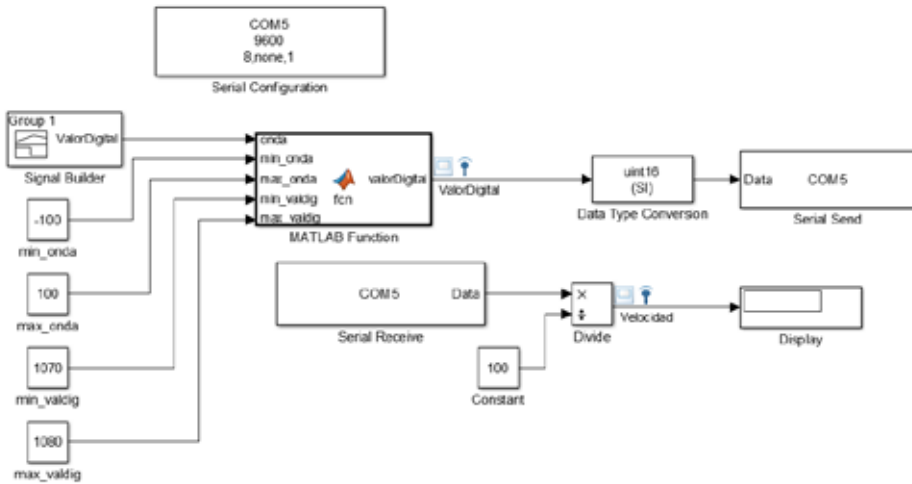 COM5
9600
8,none,1
Serial Configuration
Group 1
ValorDigital
Signal Builder
-100
min_onda
100
max_onda
1070
min_valdig
1080
max_valdig
onda
min_onda
max_onda
min_valdig
max_valdig
fcn
valorDigital
MATLAB Function
ValorDigital
uint16
(SI)
Data Type Conversion
Data
COM5
Serial Send
COM5
Data
Serial Receive
100
Constant
×
÷
Divide
Velocidad
Display